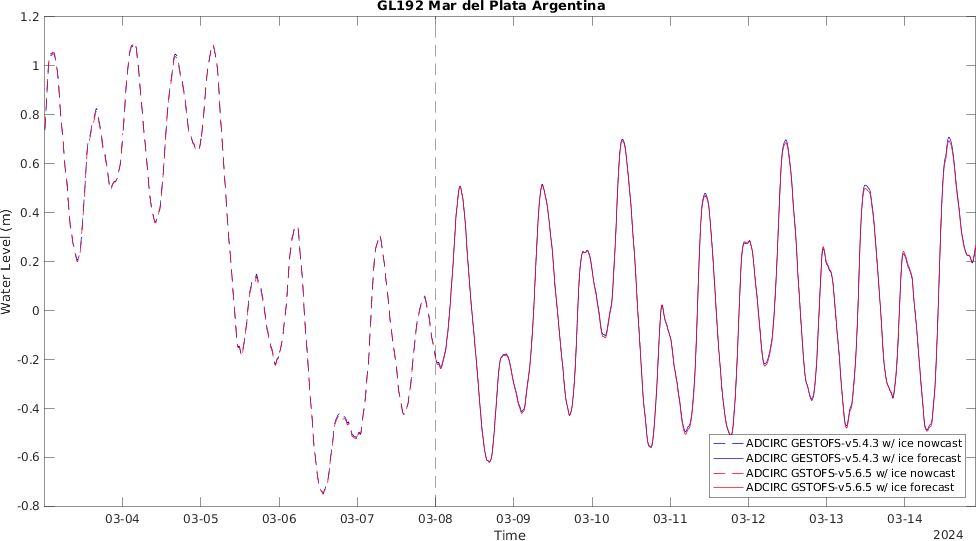 GL192 Mar del Plata Argentina
1.2
1
0.8
0.6
0.4
0.2
0
-0.2
-0.4
-0.6
-0.8
Water Level (m)
ADCIRC GESTOFS-v5.4.3 w/ ice nowcast
ADCIRC GESTOFS-v5.4.3 w/ ice forecast
ADCIRC GSTOFS-v5.6.5 w/ ice nowcast
ADCIRC GSTOFS-v5.6.5 w/ ice forecast
03-04 03-05 03-06 03-07 03-08 03-09 03-10 03-11 03-12 03-13 03-14
Time
2024